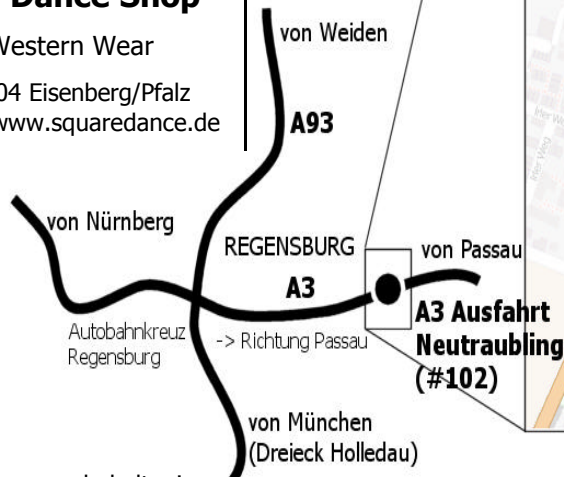 Dance Shop
Western Wear
04 Eisenberg/Pfalz
www.squaredance.de
von Weiden
A93
von Nürnberg
REGENSBURG
von Passau
A3
A3 Ausfahrt
Neutraubling
(#102)
Autobahnkreuz
Regensburg
-> Richtung Passau
von München
(Dreieck Holledau)